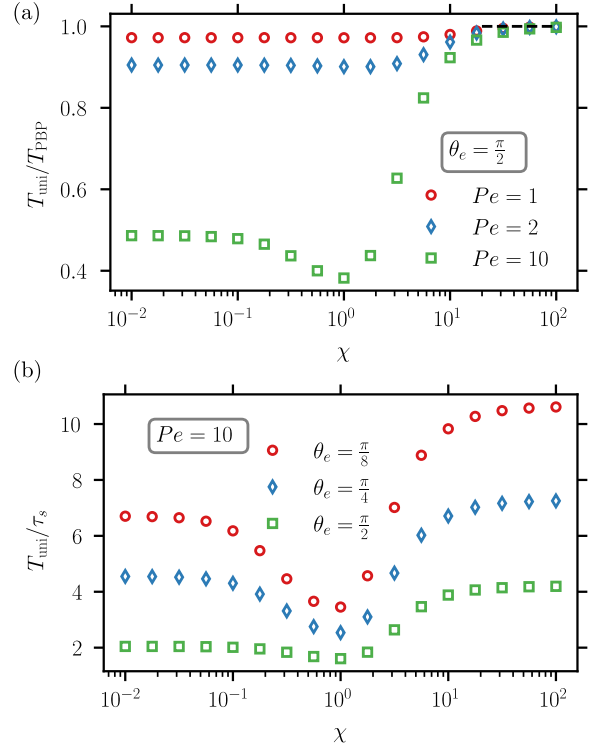 (a)
1.0
0.8
0.6
0.4
T_uni/T_PBP
θ_e = π/2
Pe = 1
Pe = 2
Pe = 10
10^−2
10^−1
10^0
10^1
10^2
χ
(b)
10
8
6
4
2
T_uni/τ_s
Pe = 10
θ_e = π/8
θ_e = π/4
θ_e = π/2
10^−2
10^−1
10^0
10^1
10^2
χ